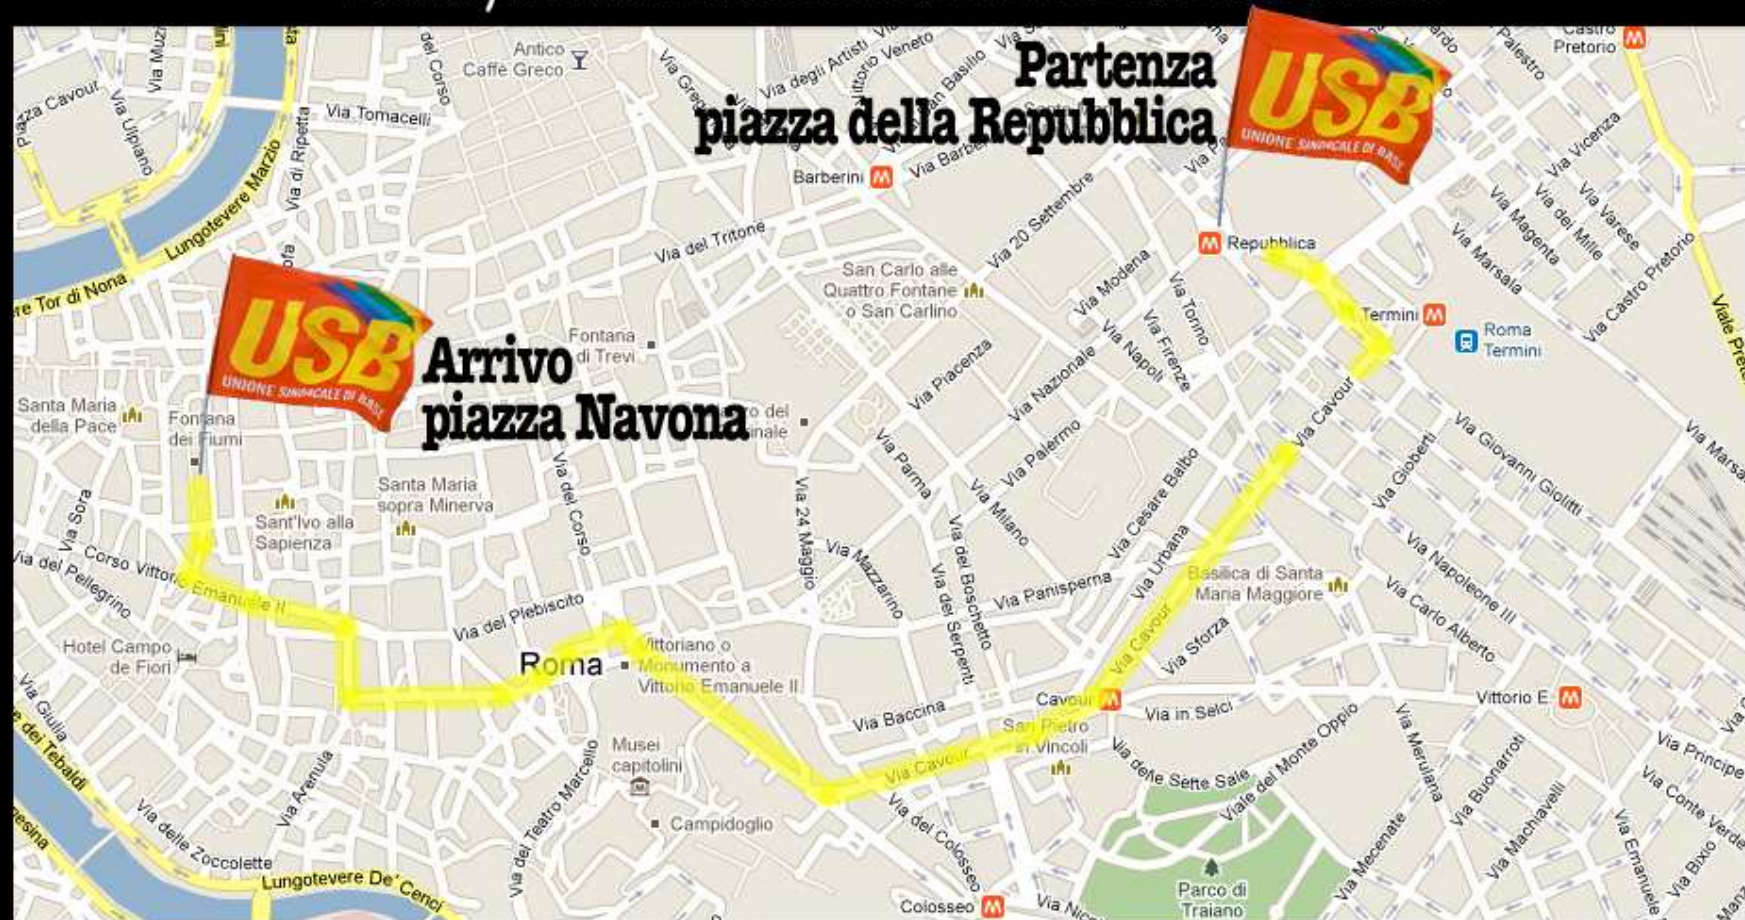 Partenza
piazza della Repubblica
USB
UNIONE SINDACALE DI BASE
Arrivo
piazza Navona
USB
UNIONE SINDACALE DI BASE
Antico
Caffè Greco
del Corso
Via degli Artisti
Via Tomacelli
Piazza Cavour
Via Ulpiano
Via di Ripetta
Lungotevere Marzio
Barberini
Castro
Pretorio
Palestro
Via Vicenza
Via dei Mille
Via Varese
Via Magenta
Via Marsala
Via Castro Pretorio
Via del Tritone
Via 20 Settembre
Repubblica
San Carlo alle
Quattro Fontane
o San Carlino
Via Modena
Via Torino
Via Firenze
Via Napoli
Termini
Roma
Termini
Fontana
di Trevi
Via Piacenza
Via Nazionale
Via Cavour
Santa Maria
della Pace
Fontana
dei Fiumi
Via Parma
Via Palermo
Via Milano
Via Cesare Balbo
Via Gioberti
Via Giovanni Giolitti
Santa Maria
sopra Minerva
Via del Corso
Via 24 Maggio
Via Sora
Sant'Ivo alla
Sapienza
Corso Vittorio Emanuele II
Via del Pellegrino
Via Mazzarino
Via del Boschetto
Via dei Serpenti
Via Panisperna
Via Urbana
Basilica di Santa
Maria Maggiore
Via Napoleone III
Via Carlo Alberto
Via del Plebiscito
Hotel Campo
de Fiori
Roma
Vittoriano o
Monumento a
Vittorio Emanuele II
Via Cavour
Via Sforza
Via Giulia
Cavour
Via in Selci
Vittorio E.
Via Baccina
San Pietro
in Vincoli
Via Cavour
Musei
capitolini
Via Arenula
Via del Teatro Marcello
Via delle Sette Sale
Viale del Monte Oppio
Via Merulana
Via Buonarroti
Via Machiavelli
Via Principe
Via Conte Verde
Via Bixio
Via Emanuele
Campidoglio
Via del Colosseo
Via delle Zoccolette
Lungotevere De' Cenci
Via Mecenate
Parco di
Traiano
Colosseo